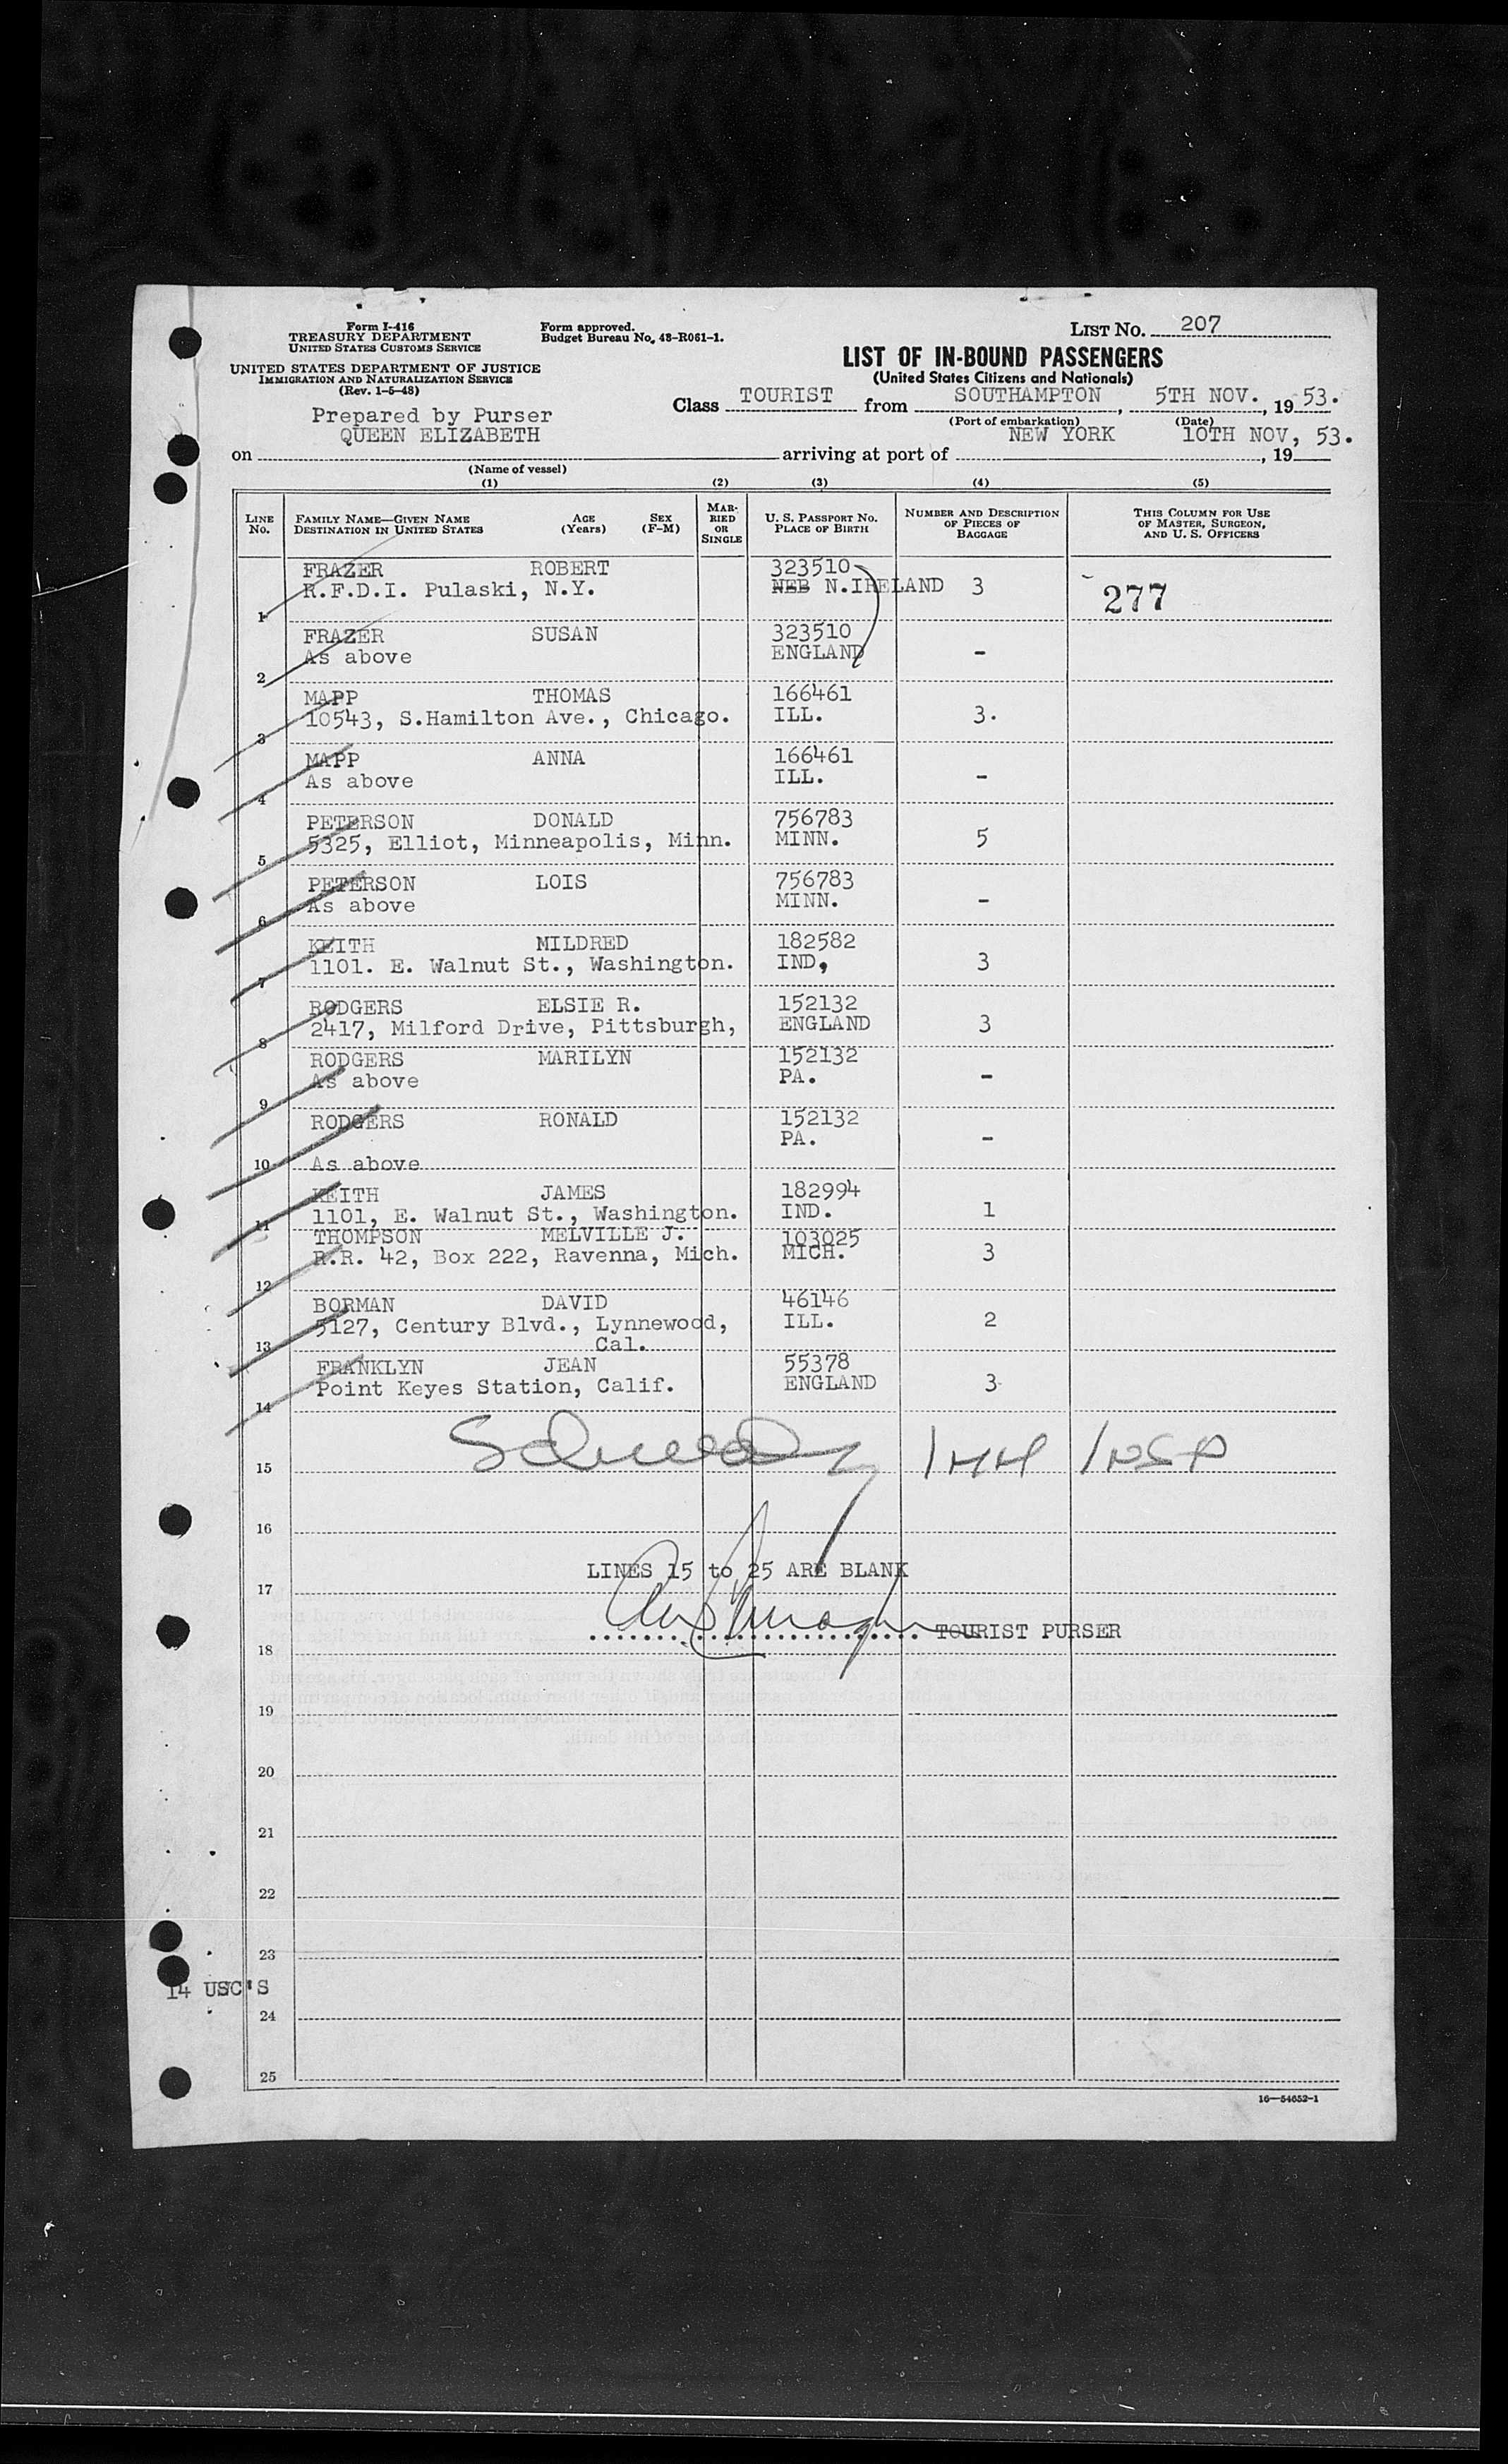 Form I-416
TREASURY DEPARTMENT
UNITED STATES CUSTOMS SERVICE
UNITED STATES DEPARTMENT OF JUSTICE
IMMIGRATION AND NATURALIZATION SERVICE
(Rev. 1-5-48)
Form approved.
Budget Bureau No. 48-R061-1.
LIST No. 207
LIST OF IN-BOUND PASSENGERS
(United States Citizens and Nationals)
Class TOURIST from SOUTHAMPTON, 5TH NOV., 1953.
(Port of embarkation) (Date)
Prepared by Purser
QUEEN ELIZABETH NEW YORK 10TH NOV, 53.
on arriving at port of , 19
(Name of vessel)
(1) (2) (3) (4) (5)
LINE No. FAMILY NAME—GIVEN NAME DESTINATION IN UNITED STATES AGE (Years) SEX (F-M) MARRIED OR SINGLE U. S. PASSPORT NO. PLACE OF BIRTH NUMBER AND DESCRIPTION OF PIECES OF BAGGAGE THIS COLUMN FOR USE OF MASTER, SURGEON, AND U. S. OFFICERS
FRAZER ROBERT 323510
R.F.D.I. Pulaski, N.Y. NEB N.IRELAND 3 277
1
FRAZER SUSAN 323510
As above ENGLAND -
2
MAPP THOMAS 166461
10543, S.Hamilton Ave., Chicago. ILL. 3.
3
MAPP ANNA 166461
As above ILL. -
4
PETERSON DONALD 756783
5325, Elliot, Minneapolis, Minn. MINN. 5
5
PETERSON LOIS 756783
As above MINN. -
6
KEITH MILDRED 182582
1101. E. Walnut St., Washington. IND, 3
7
RODGERS ELSIE R. 152132
2417, Milford Drive, Pittsburgh, ENGLAND 3
8
RODGERS MARILYN 152132
As above PA. -
9
RODGERS RONALD 152132
PA. -
10 As above
KEITH JAMES 182994
1101, E. Walnut St., Washington. IND. 1
11
THOMPSON MELVILLE J. 103025
R.R. 42, Box 222, Ravenna, Mich. MICH. 3
12
BORMAN DAVID 46146
5127, Century Blvd., Lynnewood, ILL. 2
13 Cal.
FRANKLYN JEAN 55378
Point Keyes Station, Calif. ENGLAND 3
14
15
16
LINES 15 to 25 ARE BLANK
17
TOURIST PURSER
18
19
20
21
22
23
14 USC'S
24
25
16—54652-1